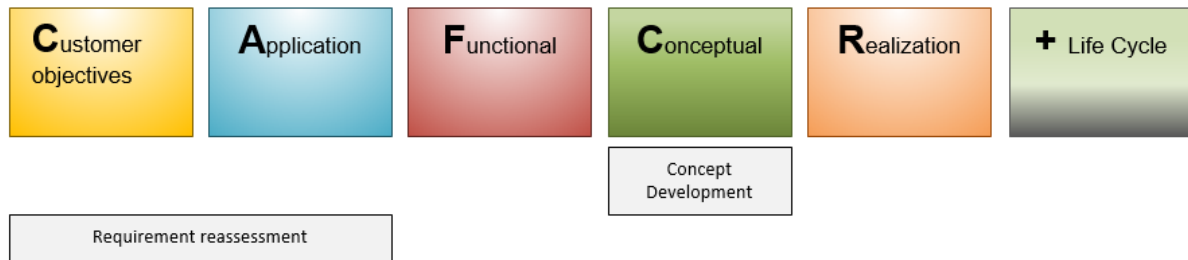 Customer
objectives
Application
Functional
Conceptual
Realization
+ Life Cycle
Concept
Development
Requirement reassessment